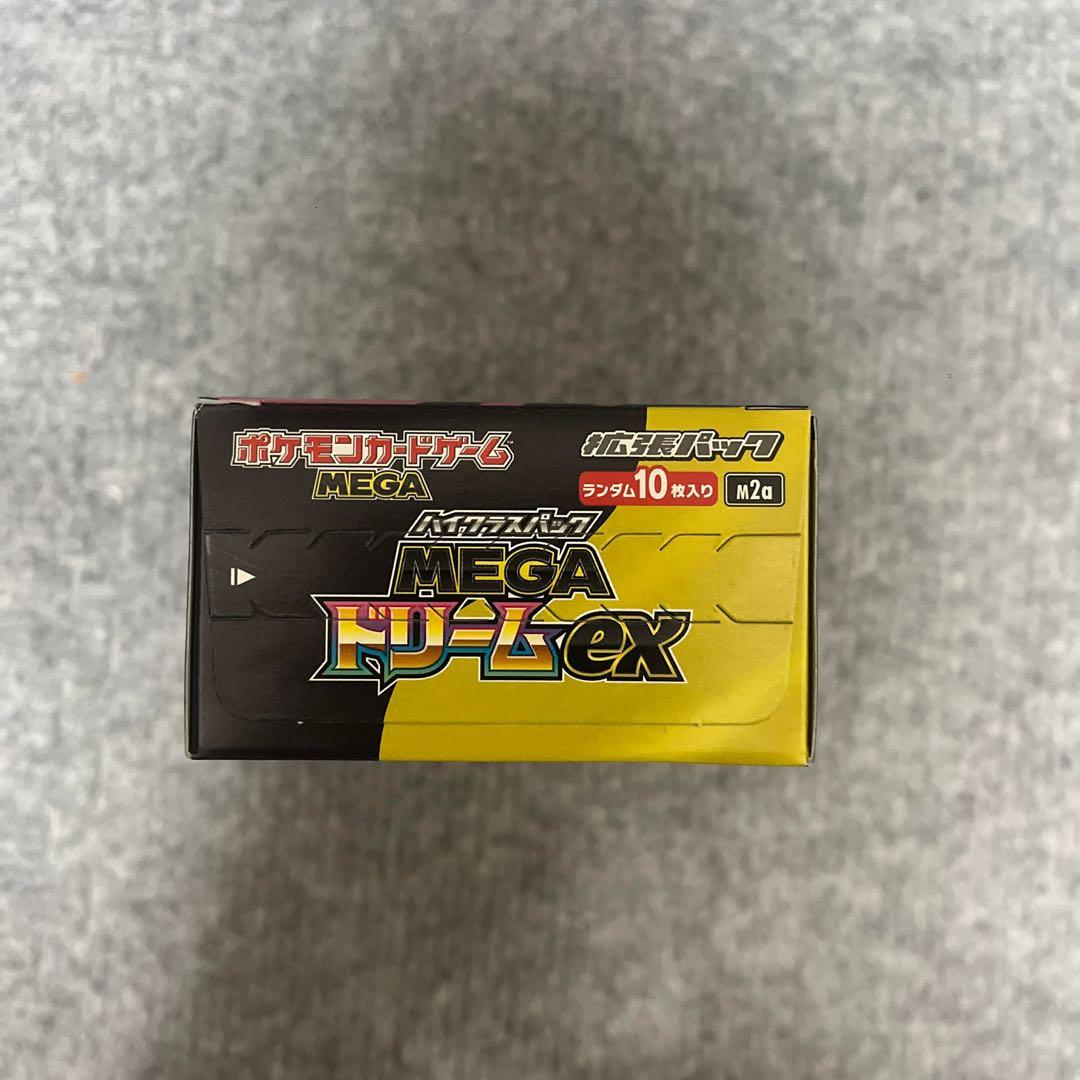 ポケモンカードゲーム™
MEGA
拡張パック
ランダム10枚入り
M2a
ハイクラスパック
MEGA
ドリームex